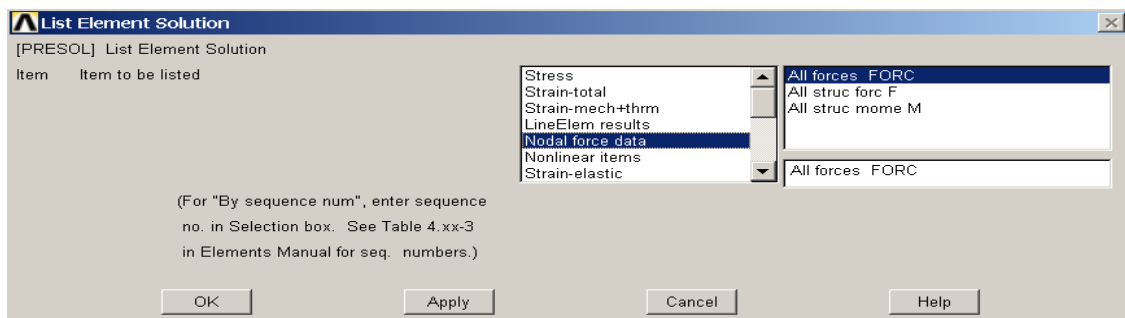 List Element Solution
[PRESOL] List Element Solution
Item Item to be listed
Stress
Strain-total
Strain-mech+thrm
LineElem results
Nodal force data
Nonlinear items
Strain-elastic
All forces FORC
All struc forc F
All struc mome M
All forces FORC
(For "By sequence num", enter sequence
no. in Selection box. See Table 4.xx-3
in Elements Manual for seq. numbers.)
OK Apply Cancel Help